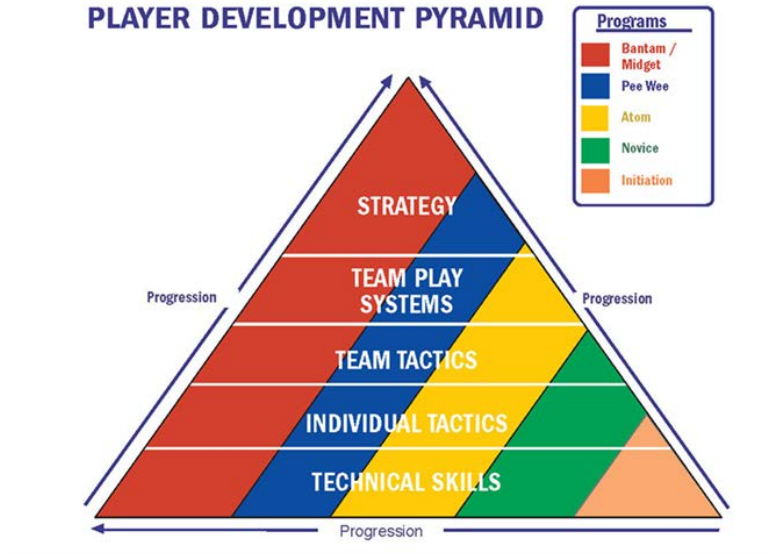 PLAYER DEVELOPMENT PYRAMID
Programs
Bantam /
Midget
Pee Wee
Atom
Novice
Initiation
STRATEGY
TEAM PLAY
SYSTEMS
Progression
Progression
TEAM TACTICS
INDIVIDUAL TACTICS
TECHNICAL SKILLS
Progression